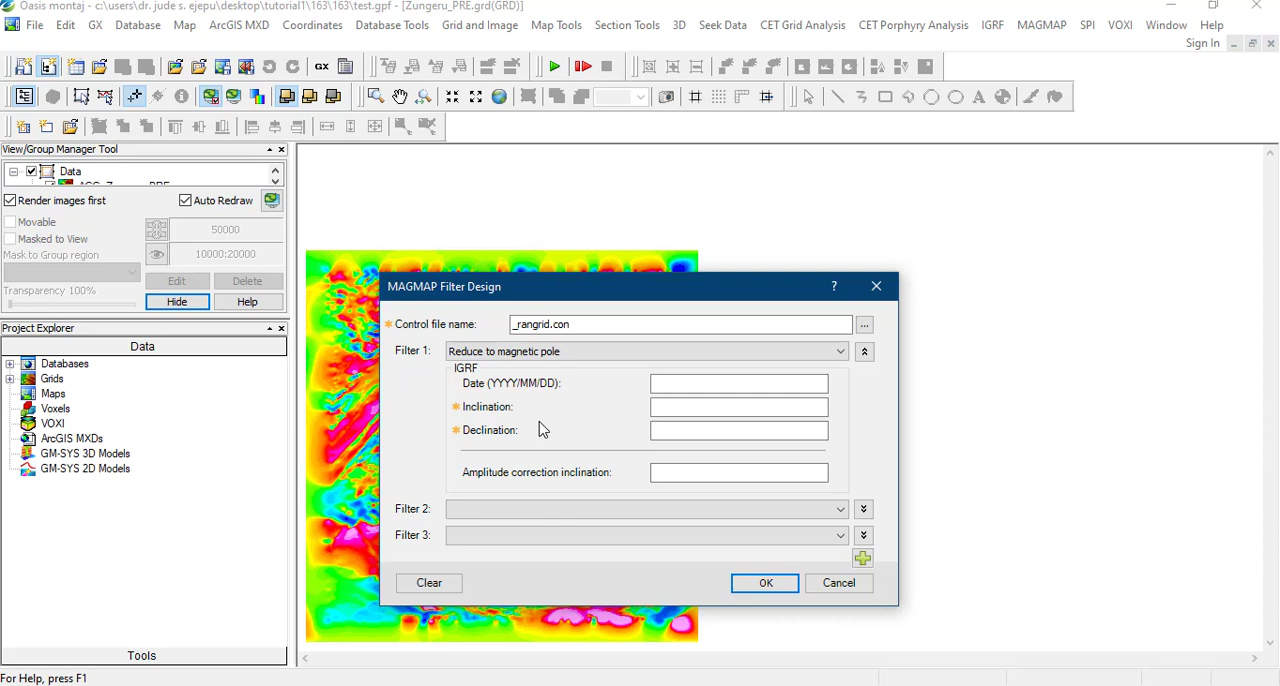 Oasis montaj - c:\users\dr. jude s. ejepu\desktop\tutorial1\163\163\test.gpf - [Zungeru_PRE.grd(GRD)]
File Edit GX Database Map ArcGIS MXD Coordinates Database Tools Grid and Image Map Tools Section Tools 3D Seek Data CET Grid Analysis CET Porphyry Analysis IGRF MAGMAP SPI VOXI Window Help
Sign In
GX
View/Group Manager Tool
Data
Render images first
Auto Redraw
Movable
50000
Masked to View
Mask to Group region
10000:20000
Transparency 100%
Edit
Delete
Hide
Help
Project Explorer
Data
Databases
Grids
Maps
Voxels
VOXI
ArcGIS MXDs
GM-SYS 3D Models
GM-SYS 2D Models
Tools
For Help, press F1
MAGMAP Filter Design
?
* Control file name: _rangrid.con ...
Filter 1: Reduce to magnetic pole
IGRF
Date (YYYY/MM/DD):
* Inclination:
* Declination:
Amplitude correction inclination:
Filter 2:
Filter 3:
Clear
OK
Cancel